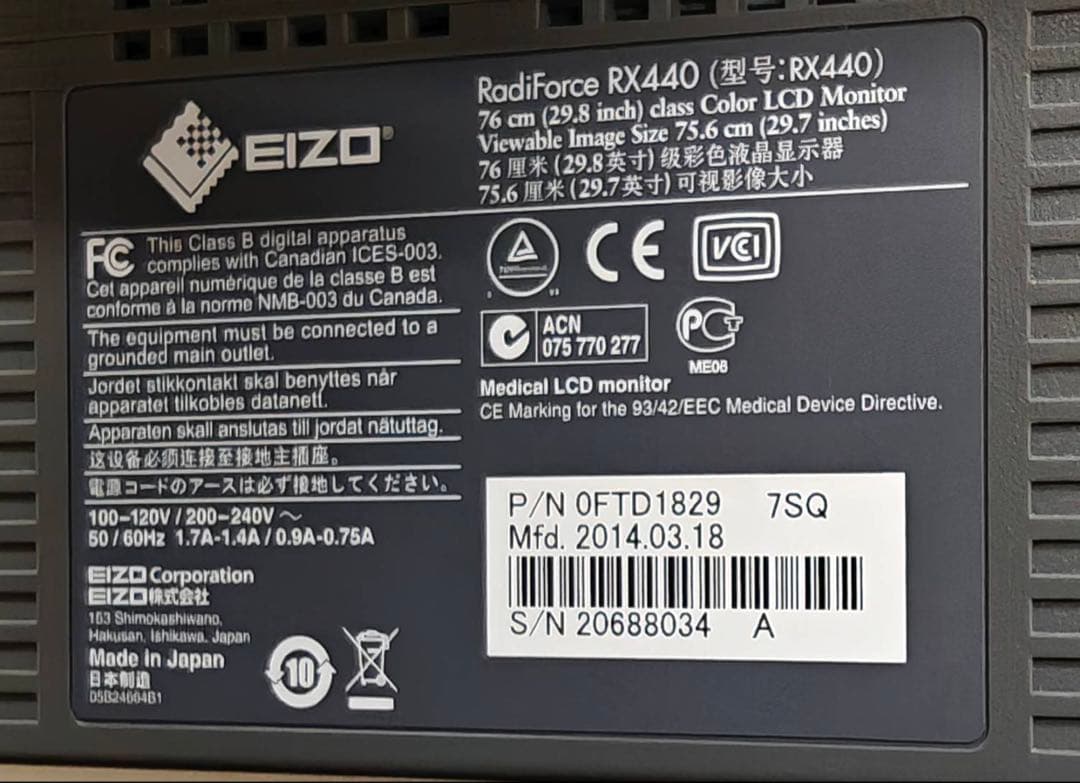 EIZO
RadiForce RX440 (型号:RX440)
76 cm (29.8 inch) class Color LCD Monitor
Viewable Image Size 75.6 cm (29.7 inches)
76 厘米 (29.8英寸) 级彩色液晶显示器
75.6 厘米 (29.7英寸) 可视影像大小
FC This Class B digital apparatus
complies with Canadian ICES-003.
Cet appareil numérique de la classe B est
conforme à la norme NMB-003 du Canada.
The equipment must be connected to a
grounded main outlet.
Jordet stikkontakt skal benyttes når
apparatet tilkobles datanett.
Apparaten skall anslutas till jordat nätuttag.
这设备必须连接至接地主插座。
電源コードのアースは必ず接地してください。
100-120V / 200-240V ～
50 / 60Hz 1.7A-1.4A / 0.9A-0.75A
EIZO Corporation
EIZO株式会社
153 Shimokashiwano,
Hakusan, Ishikawa, Japan
Made in Japan
日本制造
10
CE
VCI
ACN
075 770 277
PCT
ME06
Medical LCD monitor
CE Marking for the 93/42/EEC Medical Device Directive.
P/N 0FTD1829 7SQ
Mfd. 2014.03.18
S/N 20688034 A